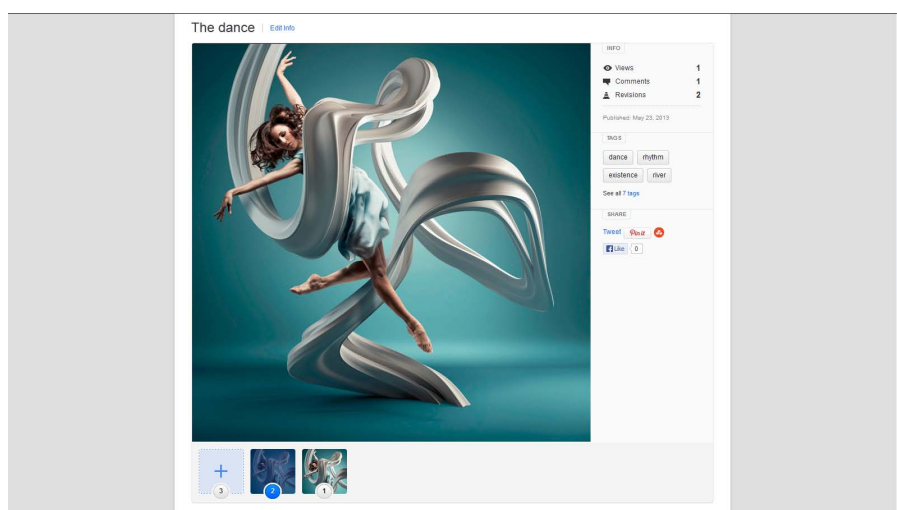 The dance Edit Info
INFO
Views 1
Comments 1
Revisions 2
Published: May 23, 2013
TAGS
dance rhythm
existence river
See all 7 tags
SHARE
Tweet Pin it
Like 0
3 2 1